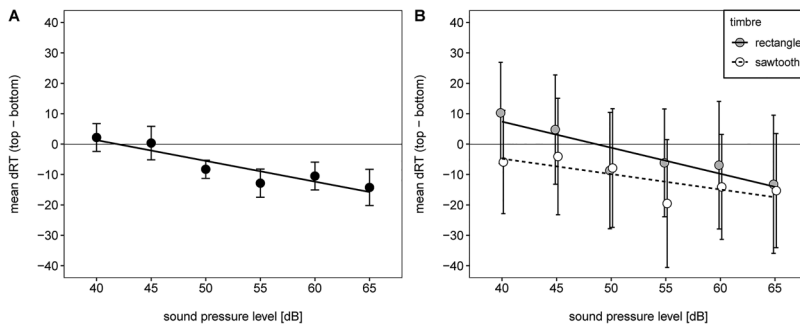 A
40
30
20
10
0
−10
−20
−30
−40
mean dRT (top − bottom)
40 45 50 55 60 65
sound pressure level [dB]
B
40
30
20
10
0
−10
−20
−30
−40
mean dRT (top − bottom)
40 45 50 55 60 65
sound pressure level [dB]
timbre
rectangle
sawtooth